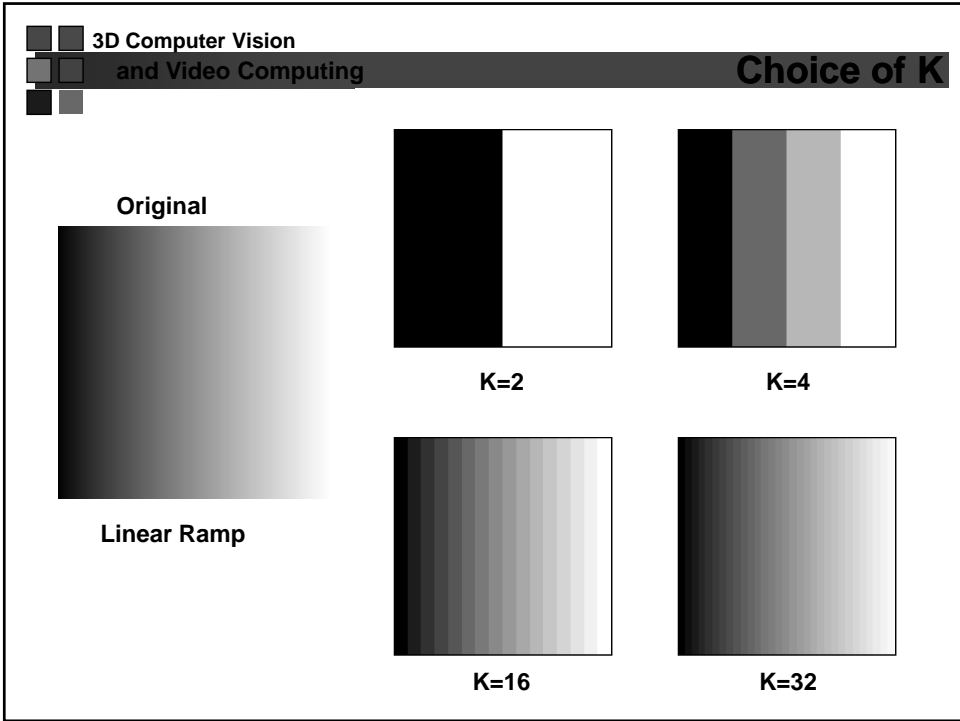 3D Computer Vision
and Video Computing
Choice of K
Original
Linear Ramp
K=2
K=4
K=16
K=32